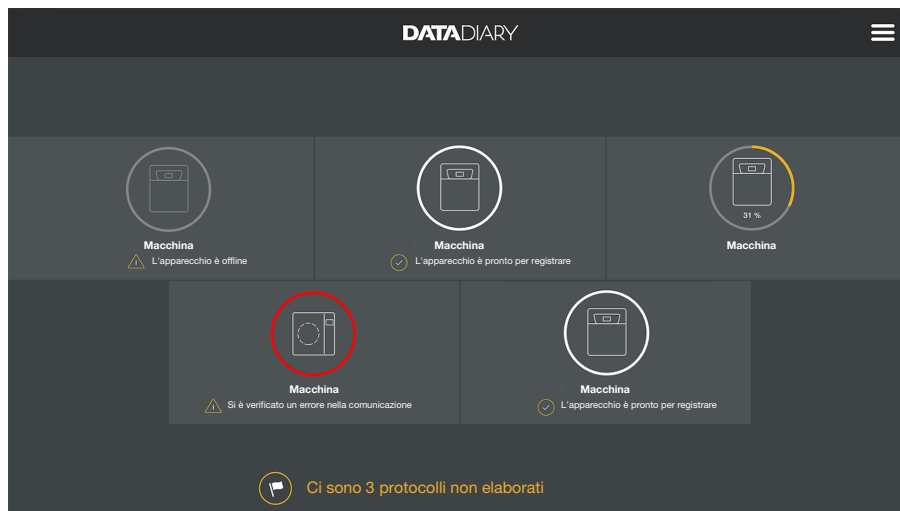 DATADIARY
Macchina
L'apparecchio è offline
Macchina
L'apparecchio è pronto per registrare
31 %
Macchina
Macchina
Si è verificato un errore nella comunicazione
Macchina
L'apparecchio è pronto per registrare
Ci sono 3 protocolli non elaborati